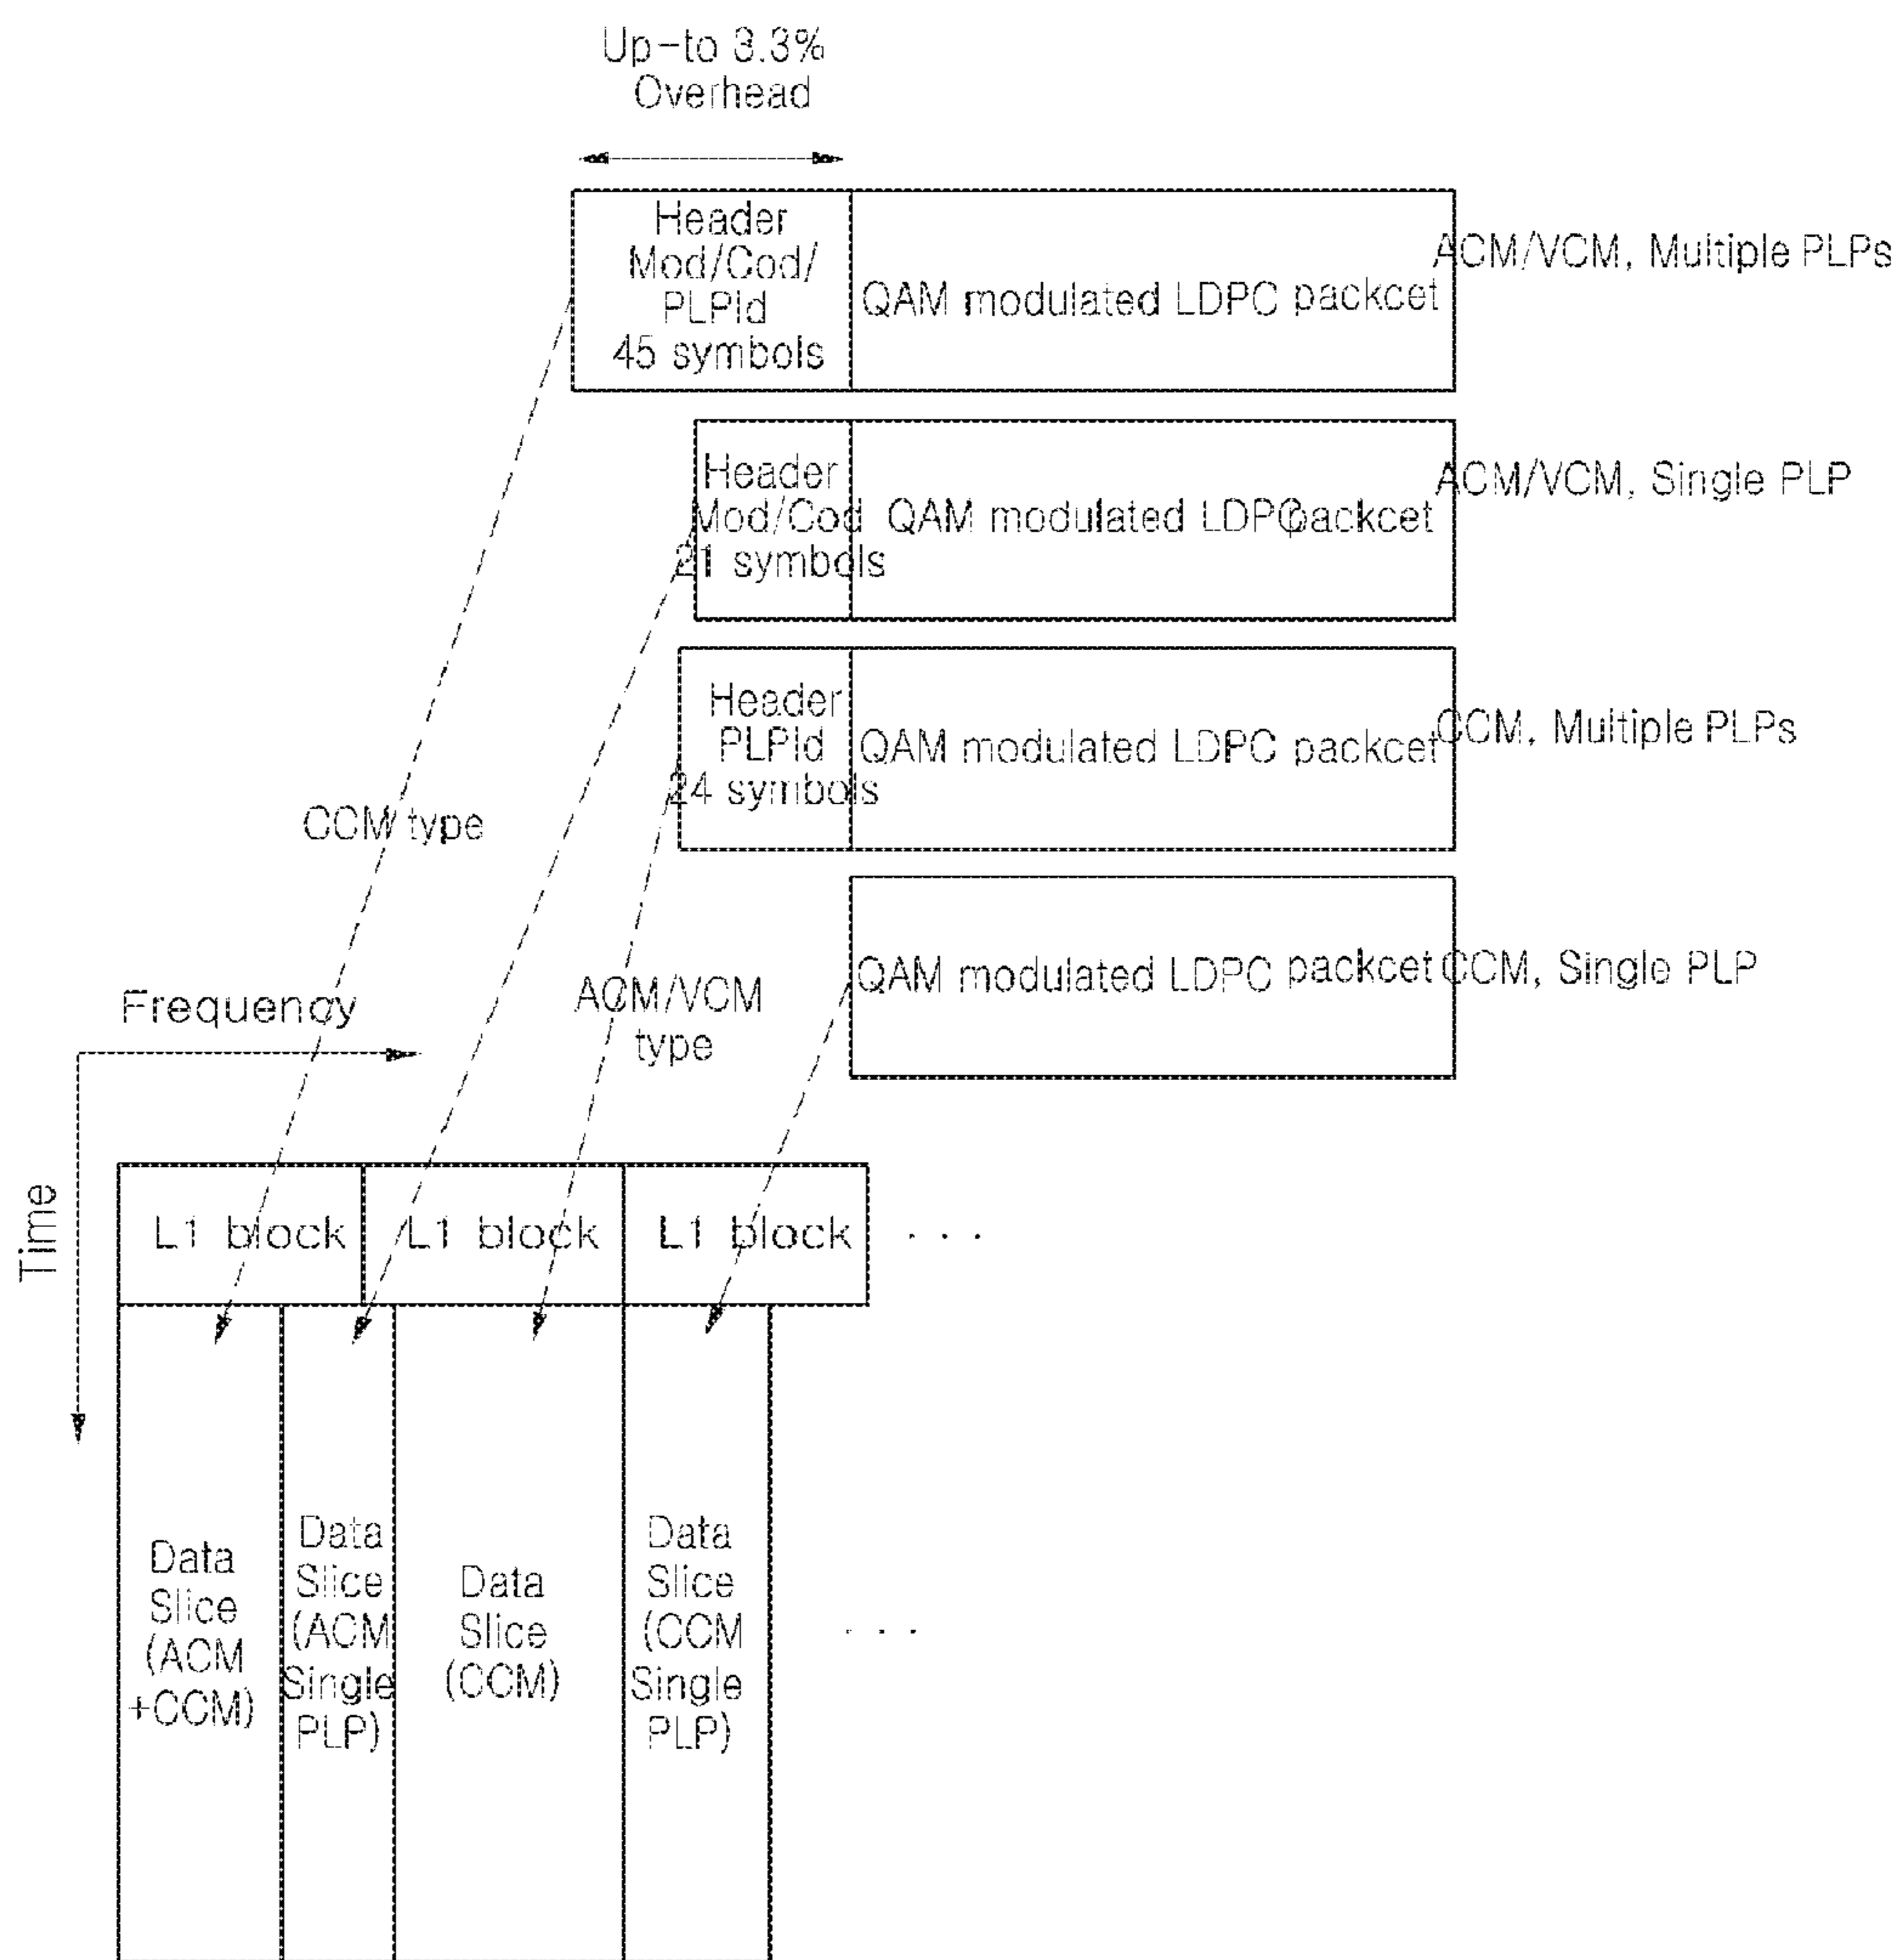 Up-to 3.3%
Overhead
Header
Mod/Cod/
PLPId
45 symbols
QAM modulated LDPC packcet
ACM/VCM, Multiple PLPs
Header
Mod/Cod
21 symbols
QAM modulated LDPC packcet
ACM/VCM, Single PLP
Header
PLPId
24 symbols
QAM modulated LDPC packcet
CCM, Multiple PLPs
CCM type
QAM modulated LDPC packcet
CCM, Single PLP
ACM/VCM
type
Frequency
Time
L1 block
L1 block
L1 block
. . .
Data
Slice
(ACM
+CCM)
Data
Slice
(ACM
Single
PLP)
Data
Slice
(CCM)
Data
Slice
(CCM
Single
PLP)
. . .